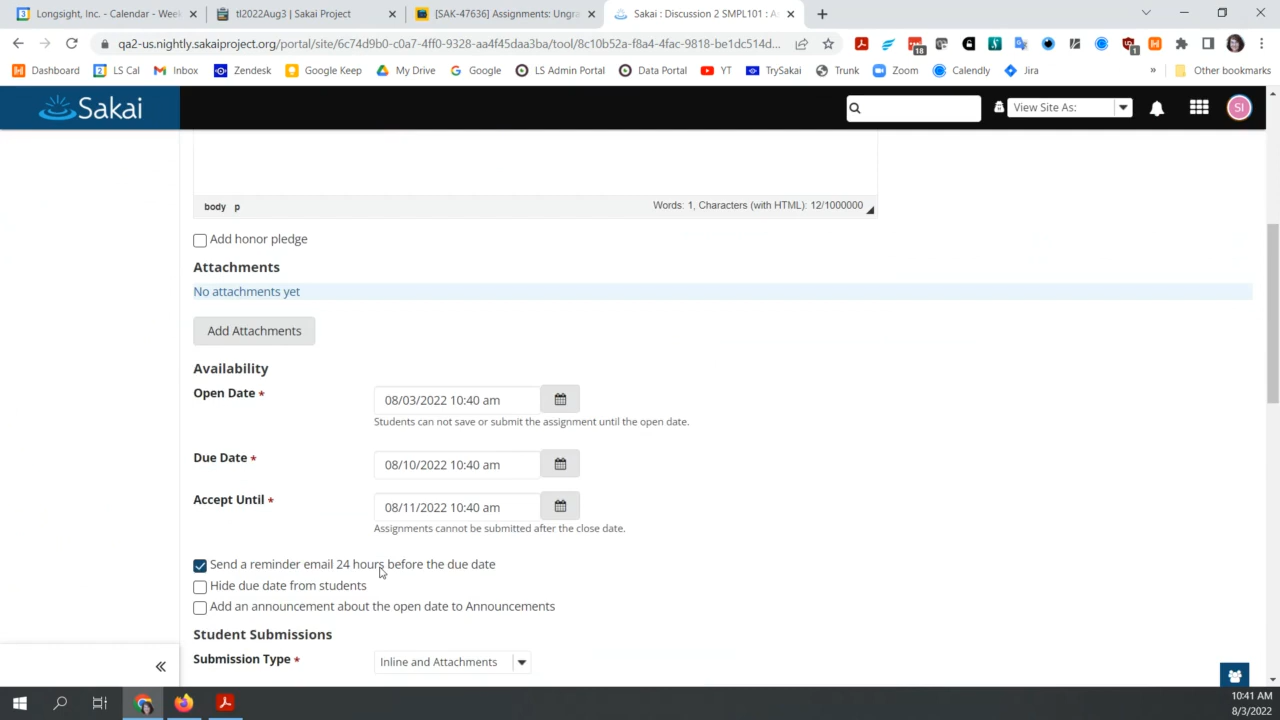 Longsight, Inc. - Calendar - Week
tl2022Aug3 | Sakai Project
[SAK-47636] Assignments: Ungra
Sakai : Discussion 2 SMPL101 : A
qa2-us.nightly.sakaiproject.org/portal/site/6c74d9b0-c0a7-4ff0-9328-aa4f45daa3fa/tool/8c10b52a-f8a1-4fac-9818-be1dc514d...
18
1
Dashboard
LS Cal
Inbox
Zendesk
Google Keep
My Drive
Google
LS Admin Portal
Data Portal
YT
TrySakai
Trunk
Zoom
Calendly
Jira
»
Other bookmarks
Sakai
View Site As:
SI
body p
Words: 1, Characters (with HTML): 12/1000000
Add honor pledge
Attachments
No attachments yet
Add Attachments
Availability
Open Date *
08/03/2022 10:40 am
Students can not save or submit the assignment until the open date.
Due Date *
08/10/2022 10:40 am
Accept Until *
08/11/2022 10:40 am
Assignments cannot be submitted after the close date.
Send a reminder email 24 hours before the due date
Hide due date from students
Add an announcement about the open date to Announcements
Student Submissions
Submission Type *
Inline and Attachments
10:41 AM
8/3/2022